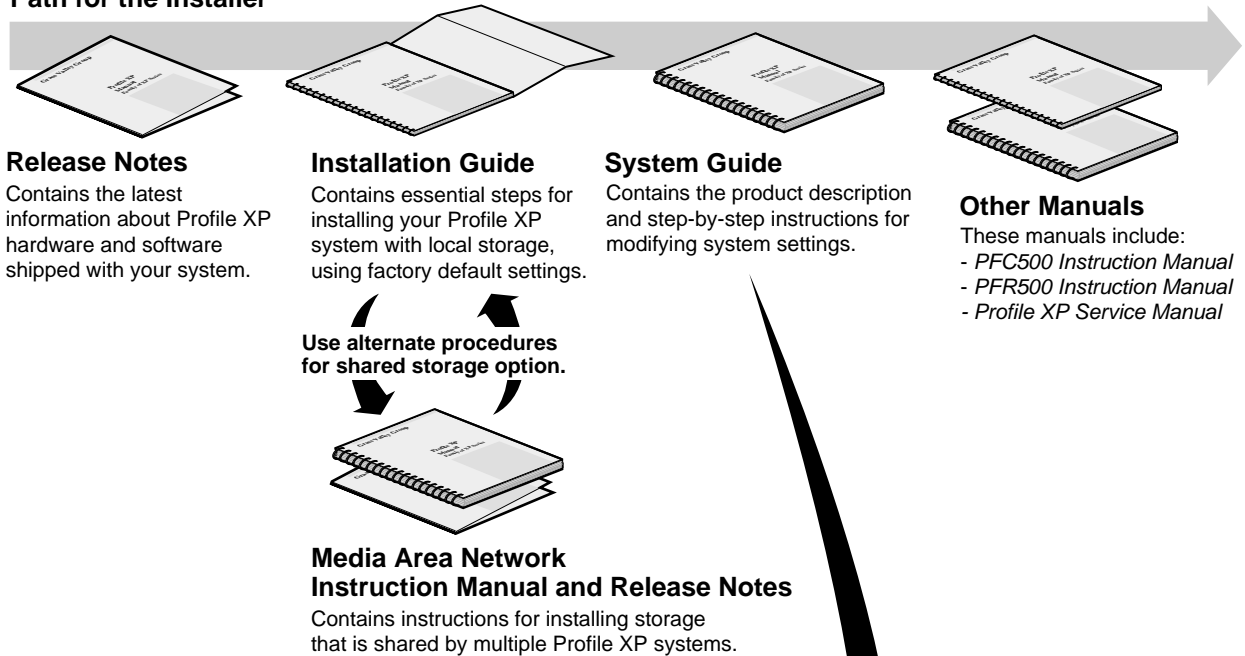 Path for the Installer
Release Notes
Contains the latest
information about Profile XP
hardware and software
shipped with your system.
Installation Guide
Contains essential steps for
installing your Profile XP
system with local storage,
using factory default settings.
System Guide
Contains the product description
and step-by-step instructions for
modifying system settings.
Other Manuals
These manuals include:
- PFC500 Instruction Manual
- PFR500 Instruction Manual
- Profile XP Service Manual
Use alternate procedures
for shared storage option.
Media Area Network
Instruction Manual and Release Notes
Contains instructions for installing storage
that is shared by multiple Profile XP systems.